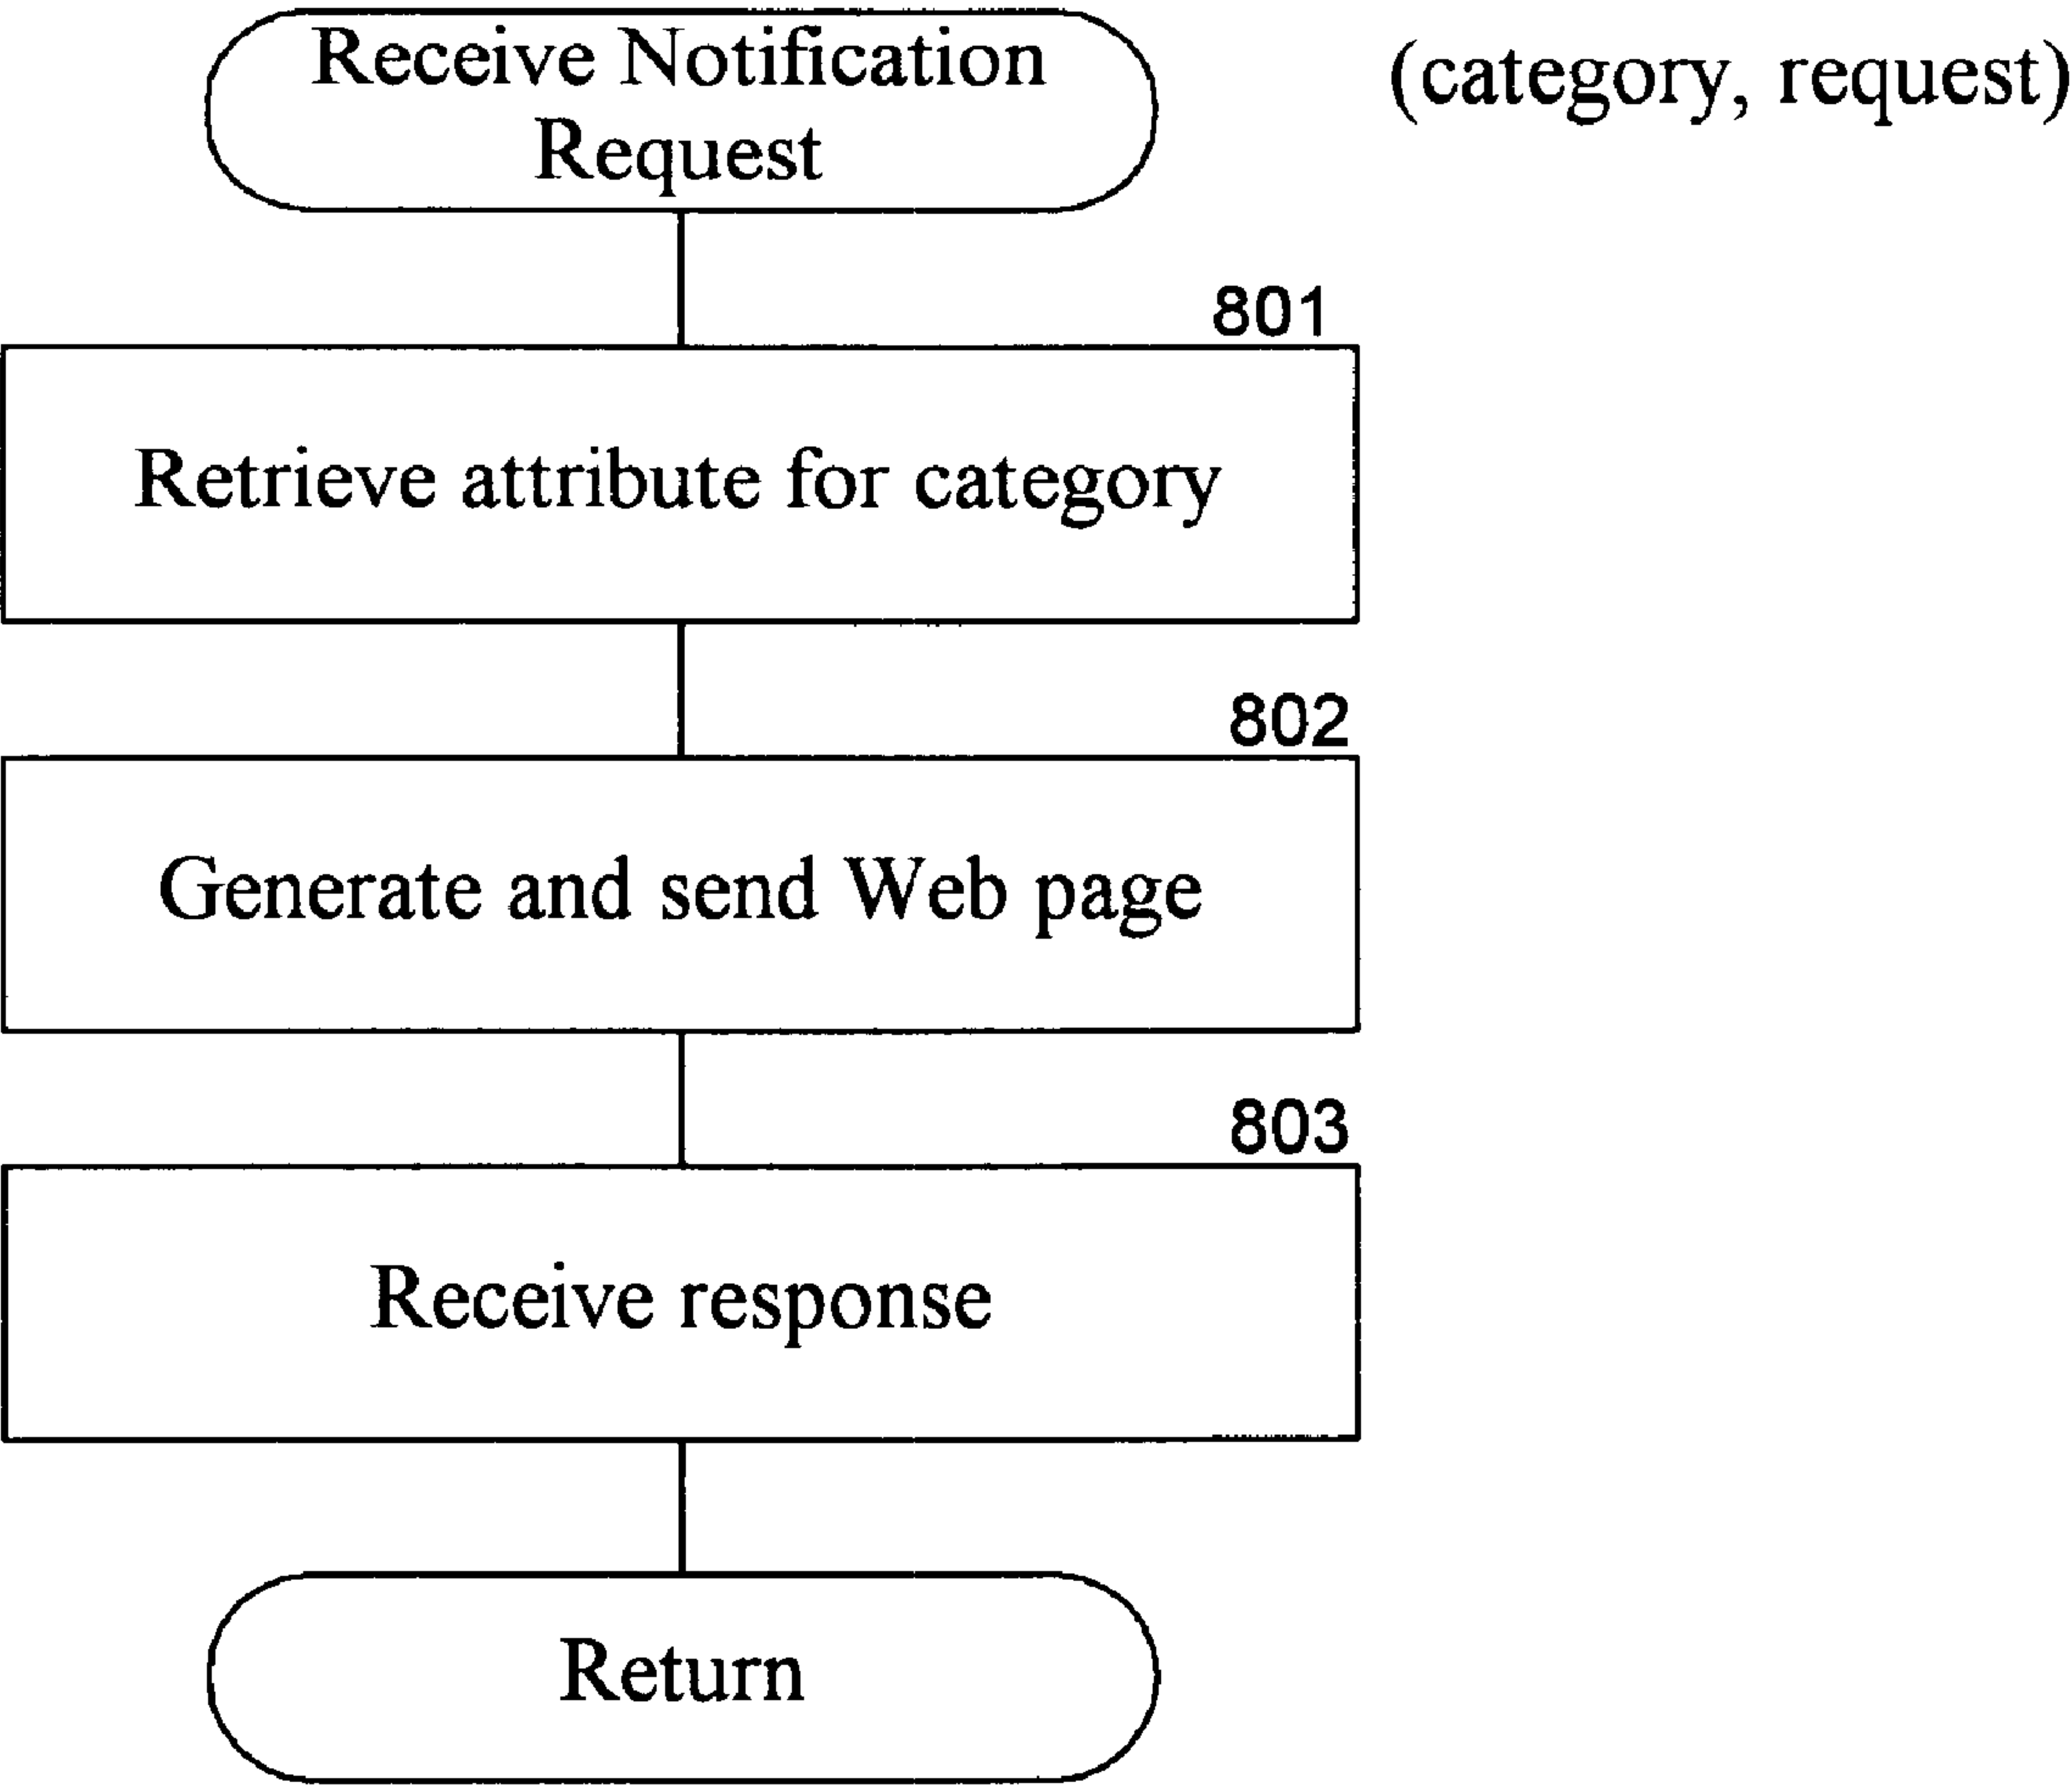 Receive Notification
Request
(category, request)
801
Retrieve attribute for category
802
Generate and send Web page
803
Receive response
Return